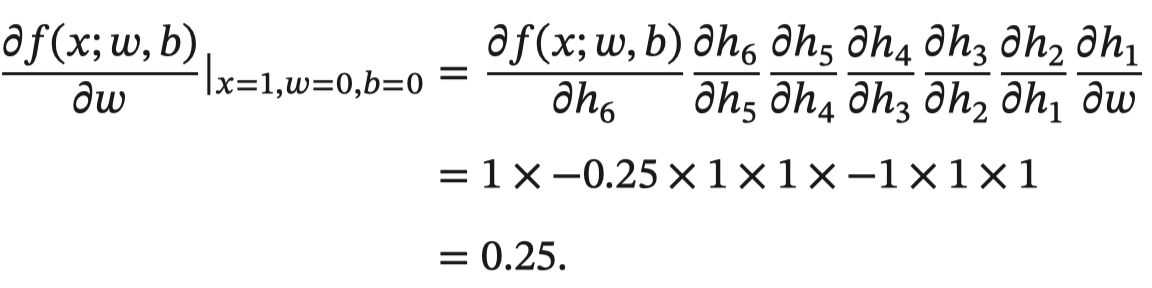 ∂f(x; w, b)/∂w |x=1,w=0,b=0 = ∂f(x; w, b)/∂h₆ ∂h₆/∂h₅ ∂h₅/∂h₄ ∂h₄/∂h₃ ∂h₃/∂h₂ ∂h₂/∂h₁ ∂h₁/∂w
= 1 × −0.25 × 1 × 1 × −1 × 1 × 1
= 0.25.